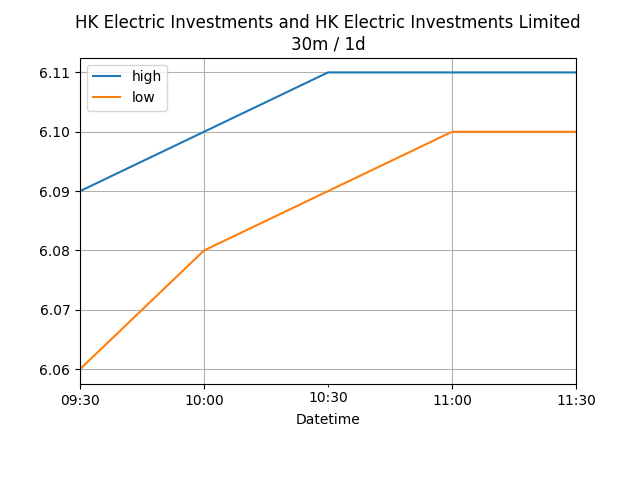 HK Electric Investments and HK Electric Investments Limited
30m / 1d
high
low
6.11
6.10
6.09
6.08
6.07
6.06
09:30 10:00 10:30 11:00 11:30
Datetime